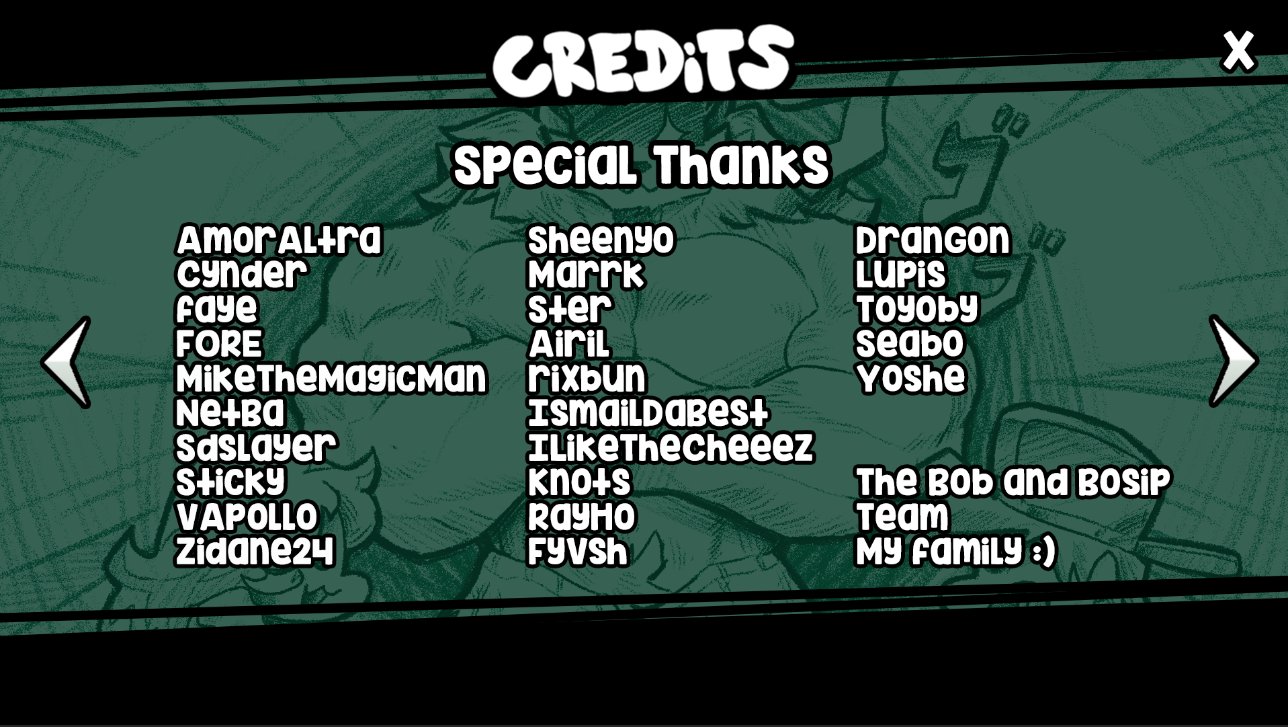 CREDiTS
X
Special Thanks
AmorAltra
Cynder
Faye
FORE
MikeTheMagicMan
NetBa
Sdslayer
Sticky
VAPOLLO
Zidane24
Sheenyo
Marrk
Ster
Airil
rixbun
IsmailDaBest
ILikeTheCheeeZ
Knots
RayHo
Fyvsh
Drangon
Lupis
Toyoby
Seabo
Yoshe
The Bob and Bosip
Team
My family :)